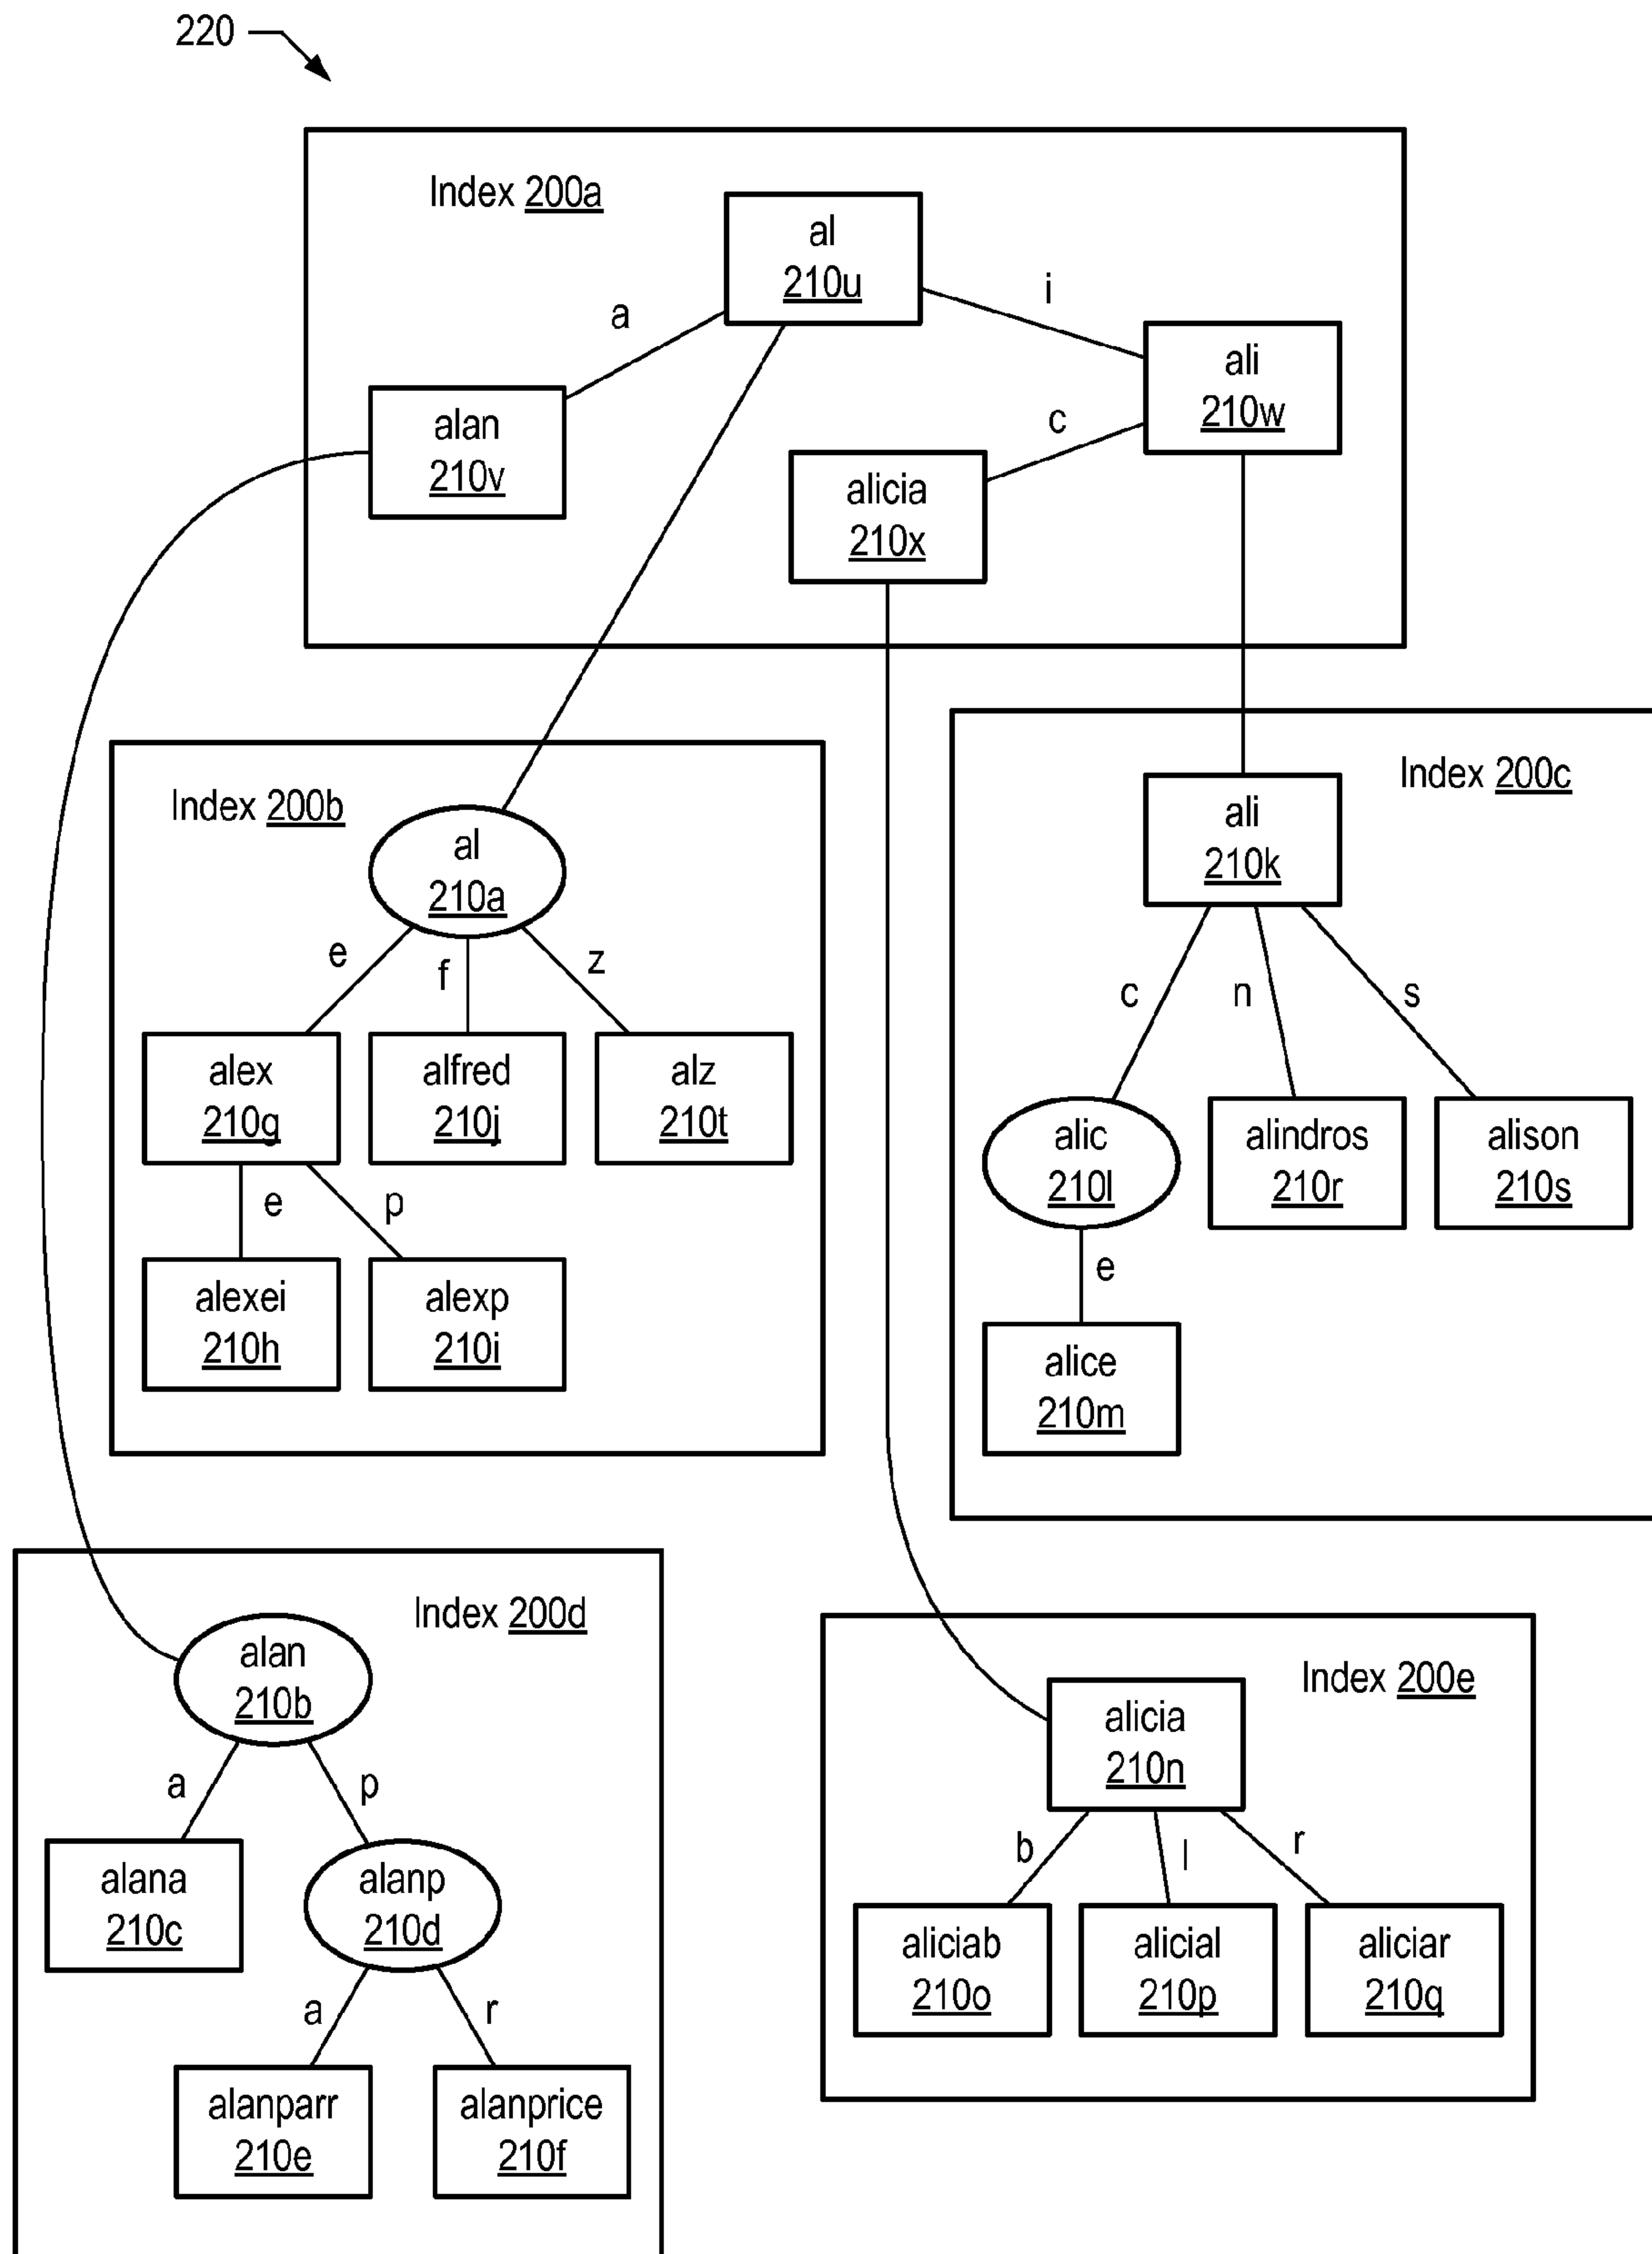 220
Index 200a
al
210u
a
i
alan
210v
ali
210w
c
alicia
210x
Index 200b
al
210a
e
f
z
alex
210g
alfred
210j
alz
210t
e
p
alexei
210h
alexp
210i
Index 200c
ali
210k
c
n
s
alic
210l
alindros
210r
alison
210s
e
alice
210m
Index 200d
alan
210b
a
p
alana
210c
alanp
210d
a
r
alanparr
210e
alanprice
210f
Index 200e
alicia
210n
b
l
r
aliciab
210o
alicial
210p
aliciar
210q